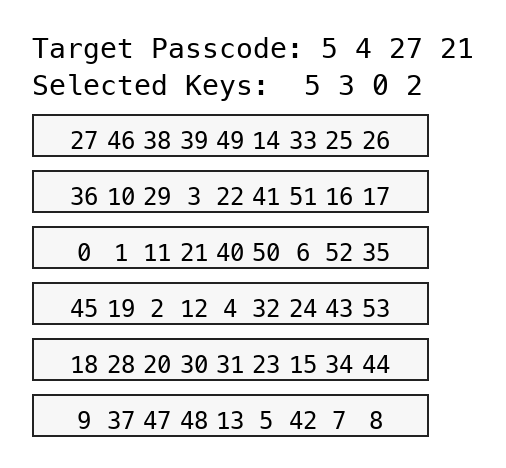 Target Passcode: 5 4 27 21
Selected Keys: 5 3 0 2
27 46 38 39 49 14 33 25 26
36 10 29 3 22 41 51 16 17
0 1 11 21 40 50 6 52 35
45 19 2 12 4 32 24 43 53
18 28 20 30 31 23 15 34 44
9 37 47 48 13 5 42 7 8